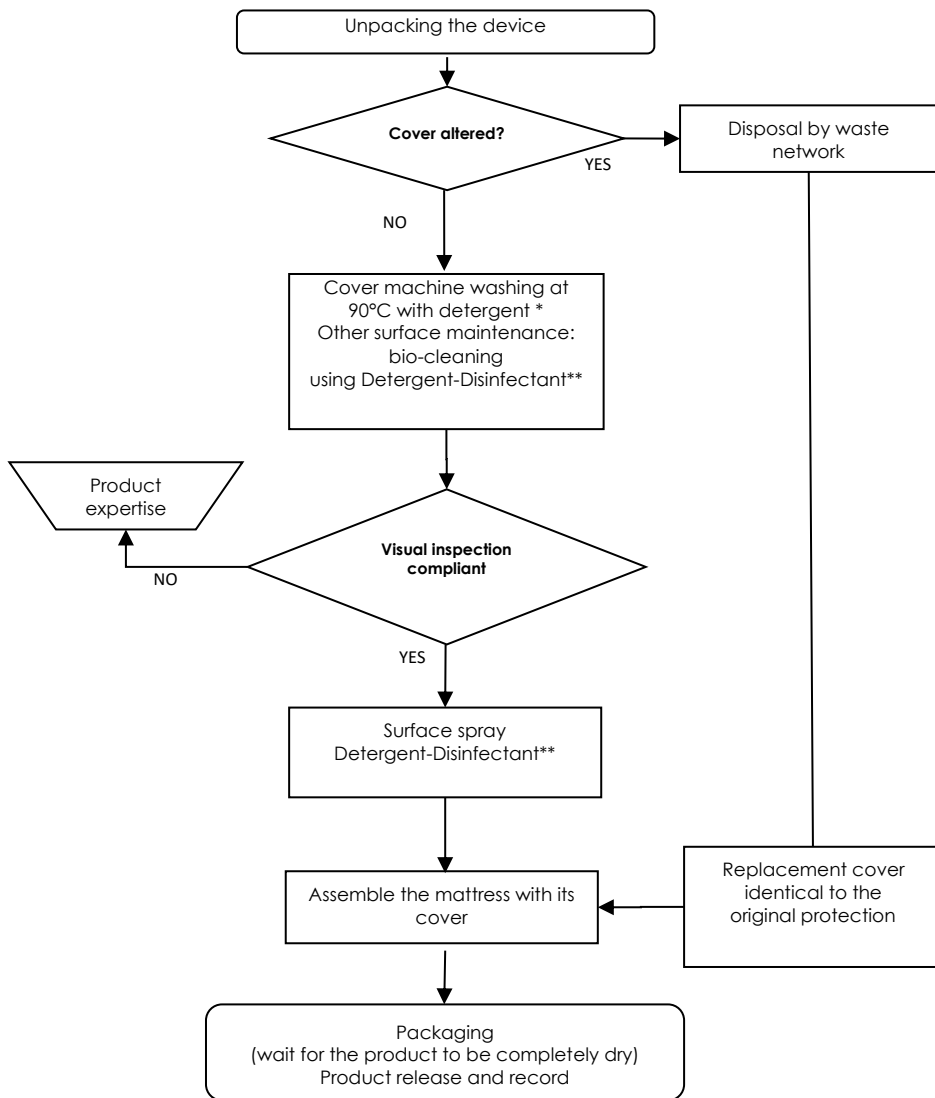 Unpacking the device
Cover altered?
YES
Disposal by waste
network
NO
Cover machine washing at
90°C with detergent *
Other surface maintenance:
bio-cleaning
using Detergent-Disinfectant**
Product
expertise
NO
Visual inspection
compliant
YES
Surface spray
Detergent-Disinfectant**
Replacement cover
identical to the
original protection
Assemble the mattress with its
cover
Packaging
(wait for the product to be completely dry)
Product release and record